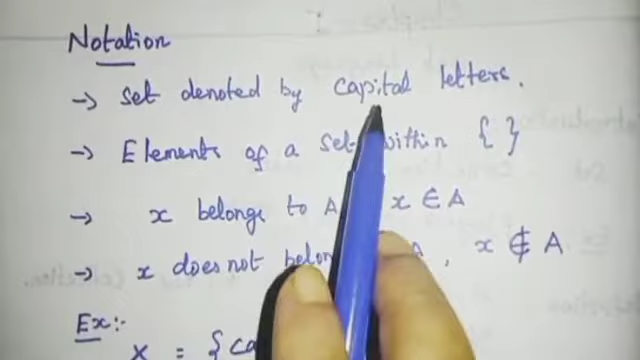 Notation
→ set denoted by capital letters.
→ Elements of a set within { }
→ x belongs to A x ∈ A
→ x does not A, x ∉ A
Ex:-
X = {